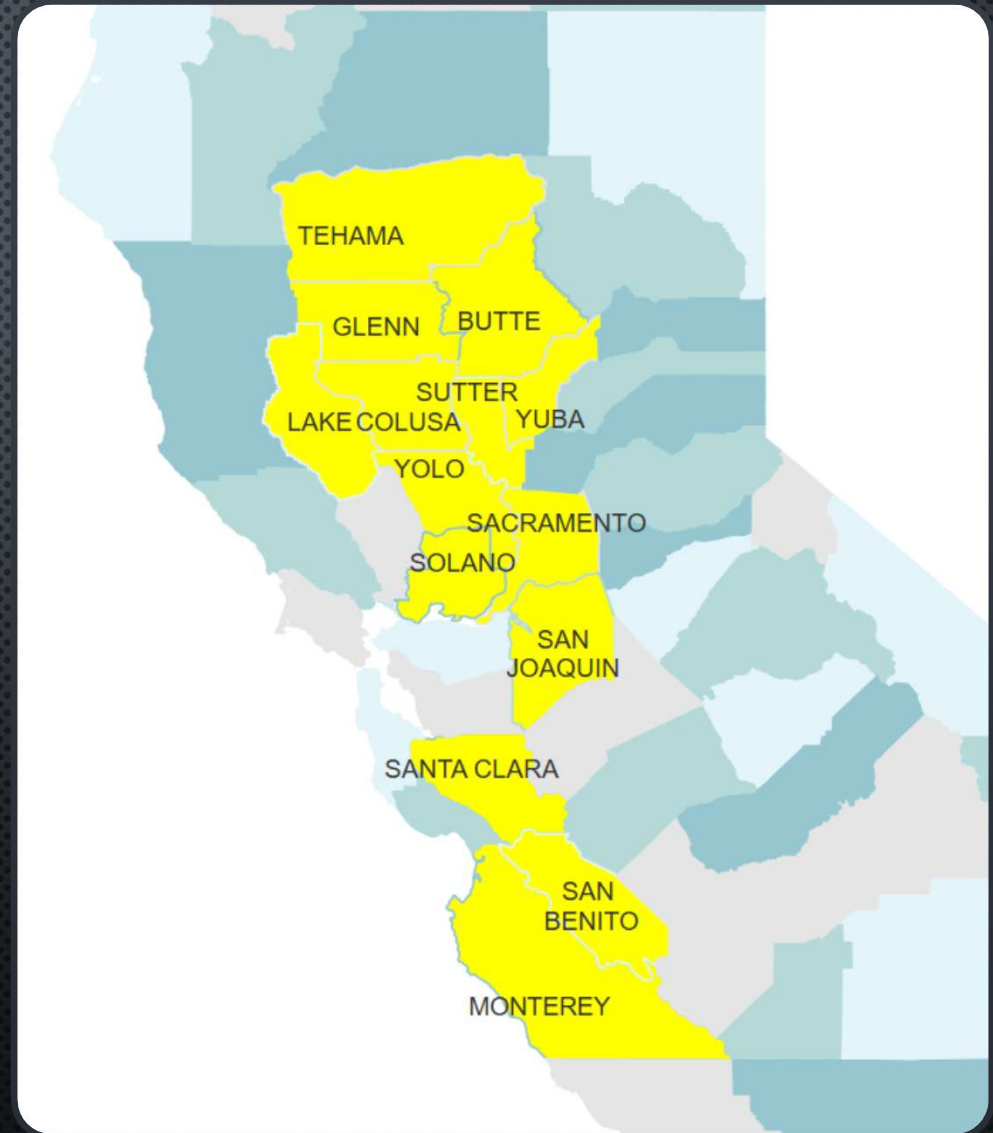 TEHAMA
GLENN
BUTTE
SUTTER
LAKE
COLUSA
YUBA
YOLO
SACRAMENTO
SOLANO
SAN
JOAQUIN
SANTA CLARA
SAN
BENITO
MONTEREY